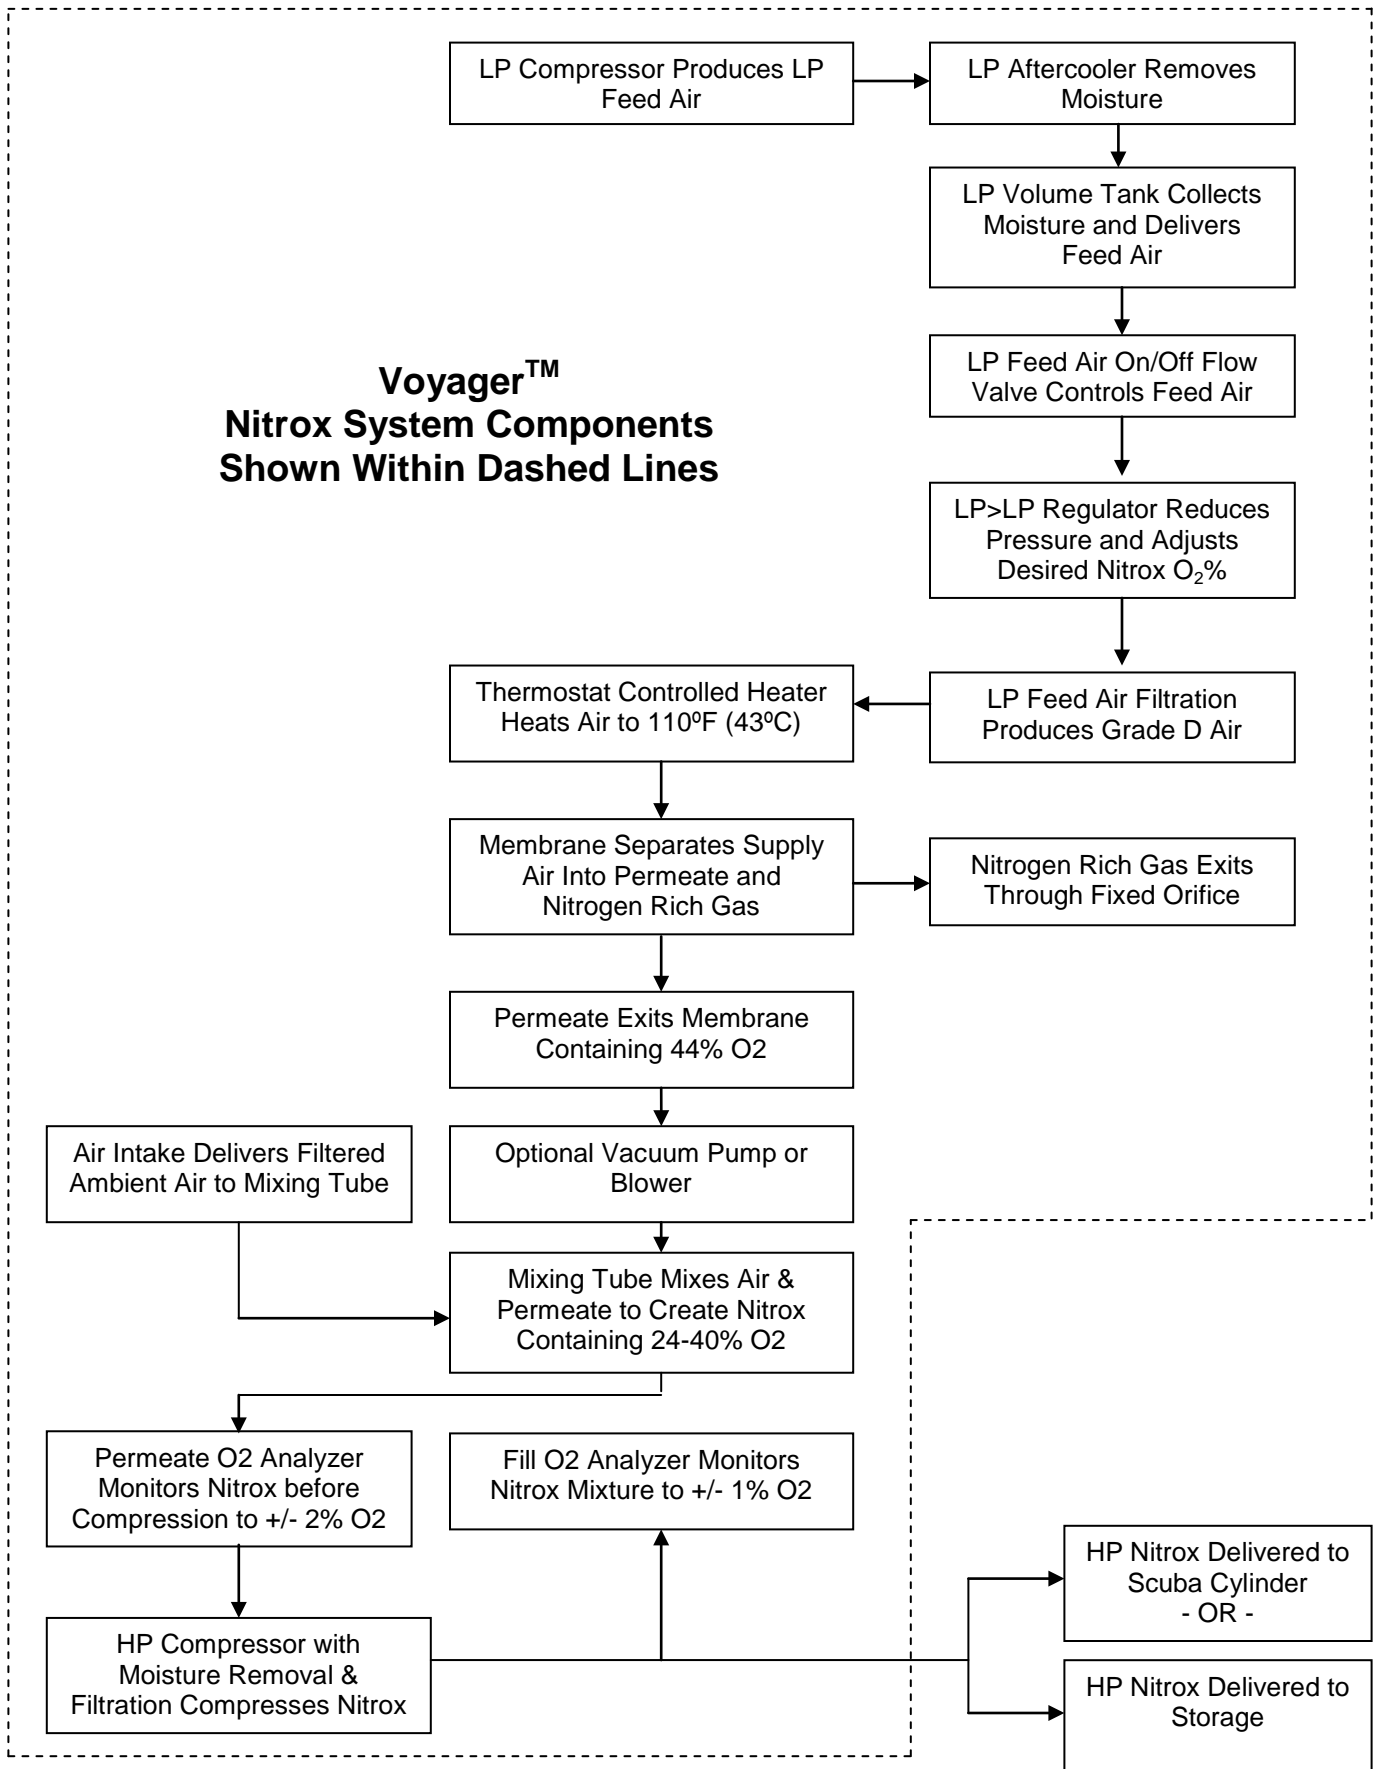 LP Compressor Produces LP
Feed Air
LP Aftercooler Removes
Moisture
LP Volume Tank Collects
Moisture and Delivers
Feed Air
LP Feed Air On/Off Flow
Valve Controls Feed Air
Voyager™
Nitrox System Components
Shown Within Dashed Lines
LP>LP Regulator Reduces
Pressure and Adjusts
Desired Nitrox O₂%
Thermostat Controlled Heater
Heats Air to 110ºF (43ºC)
LP Feed Air Filtration
Produces Grade D Air
Membrane Separates Supply
Air Into Permeate and
Nitrogen Rich Gas
Nitrogen Rich Gas Exits
Through Fixed Orifice
Permeate Exits Membrane
Containing 44% O2
Air Intake Delivers Filtered
Ambient Air to Mixing Tube
Optional Vacuum Pump or
Blower
Mixing Tube Mixes Air &
Permeate to Create Nitrox
Containing 24-40% O2
Permeate O2 Analyzer
Monitors Nitrox before
Compression to +/- 2% O2
Fill O2 Analyzer Monitors
Nitrox Mixture to +/- 1% O2
HP Compressor with
Moisture Removal &
Filtration Compresses Nitrox
HP Nitrox Delivered to
Scuba Cylinder
- OR -
HP Nitrox Delivered to
Storage